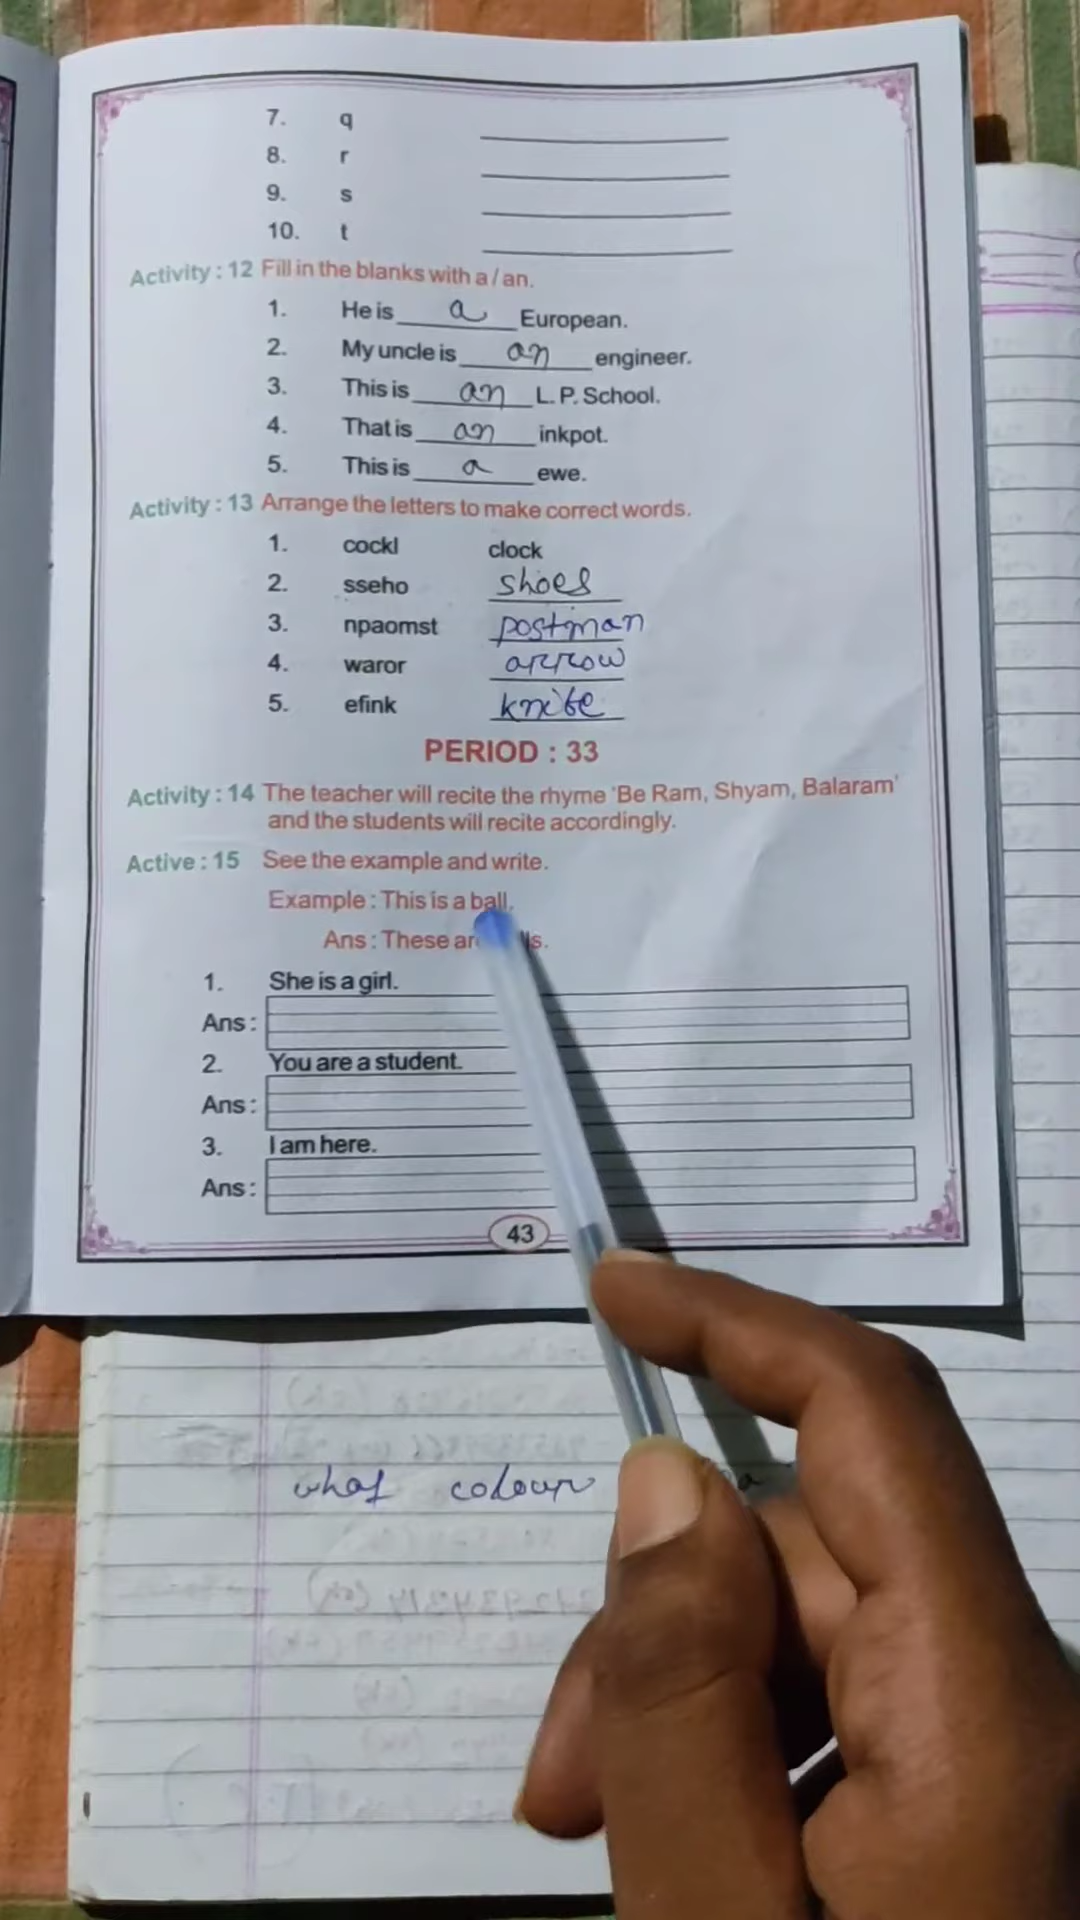 7. q
8. r
9. s
10. t
Activity : 12 Fill in the blanks with a / an.
1. He is a European.
2. My uncle is an engineer.
3. This is an L. P. School.
4. That is an inkpot.
5. This is a ewe.
Activity : 13 Arrange the letters to make correct words.
1. cockl clock
2. sseho shoes
3. npaomst postman
4. waror arrow
5. efink knife
PERIOD : 33
Activity : 14 The teacher will recite the rhyme 'Be Ram, Shyam, Balaram'
and the students will recite accordingly.
Active : 15 See the example and write.
Example : This is a ball.
Ans : These are
1. She is a girl.
Ans :
2. You are a student.
Ans :
3. I am here.
Ans :
43
what colour